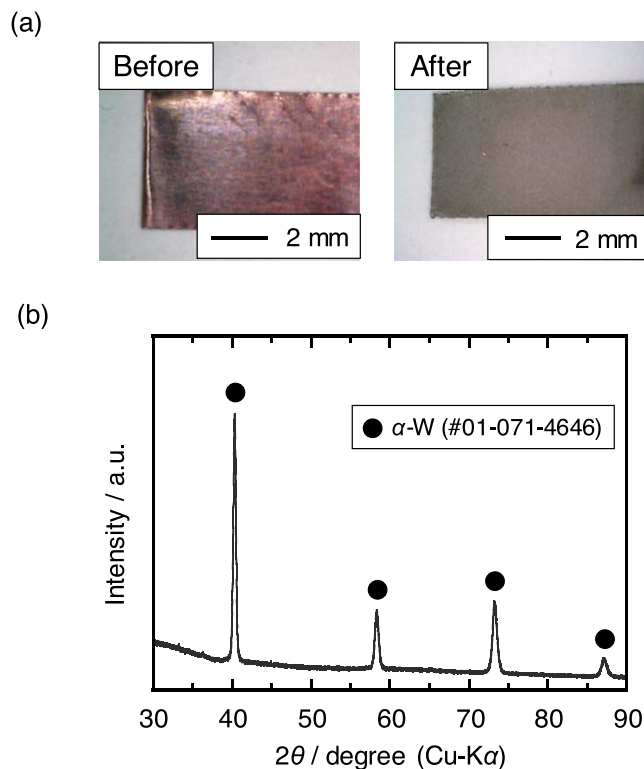 (a)
Before
After
2 mm
2 mm
(b)
Intensity / a.u.
α-W (#01-071-4646)
30 40 50 60 70 80 90
2θ / degree (Cu-Kα)